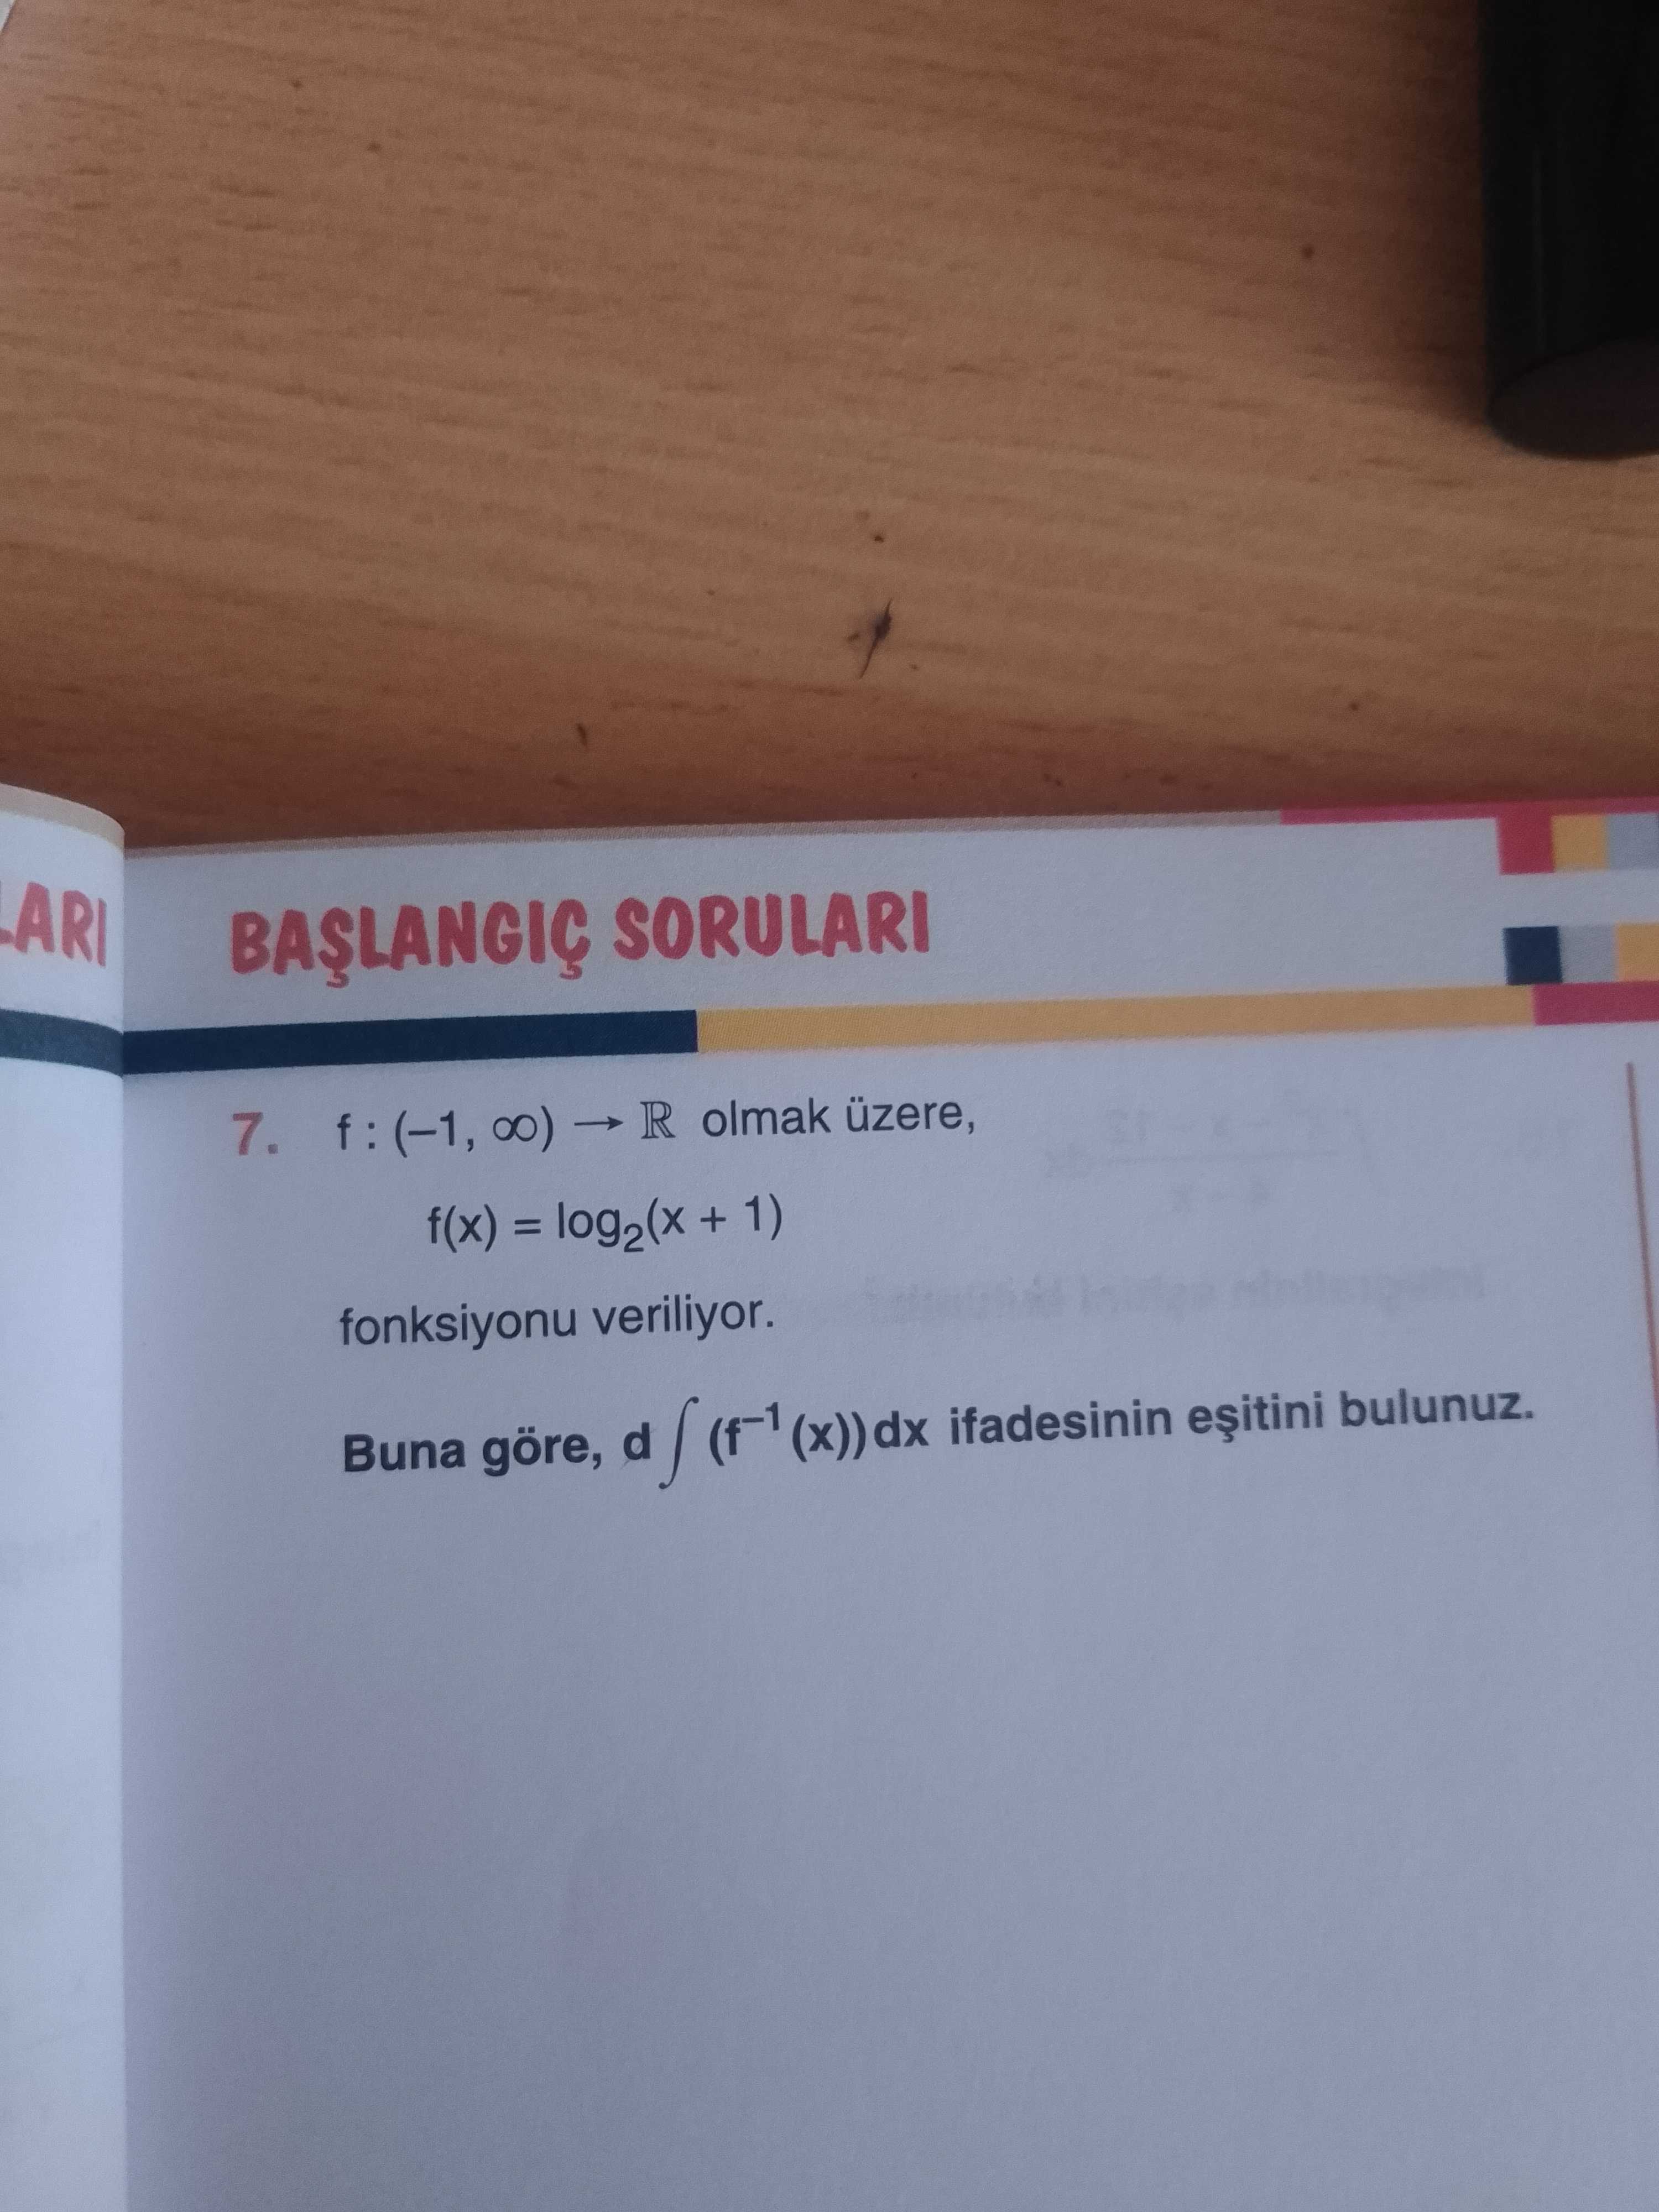 LARI
BAŞLANGIÇ SORULARI
7. f : (–1, ∞) → ℝ olmak üzere,
f(x) = log₂(x + 1)
fonksiyonu veriliyor.
Buna göre, d ∫ (f⁻¹ (x)) dx ifadesinin eşitini bulunuz.